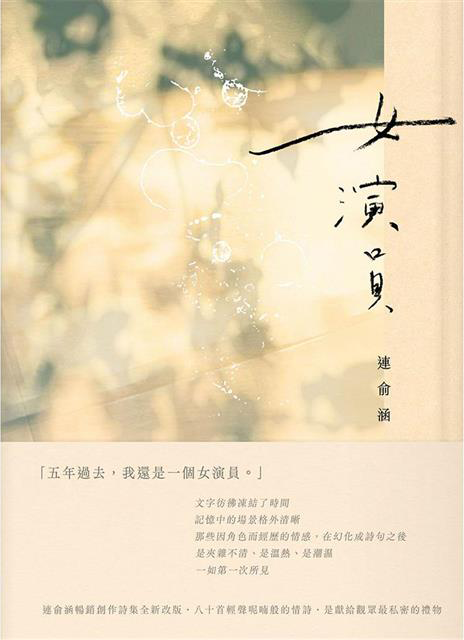 女演員
連俞涵
「五年過去，我還是一個女演員。」
文字彷彿凍結了時間
記憶中的場景格外清晰
那些因角色而經歷的情感，在幻化成詩句之後
是夾雜不清、是溫熱、是潮濕
一如第一次所見
連俞涵暢銷創作詩集全新改版·八十首輕聲呢喃般的情詩·是獻給觀眾最私密的禮物